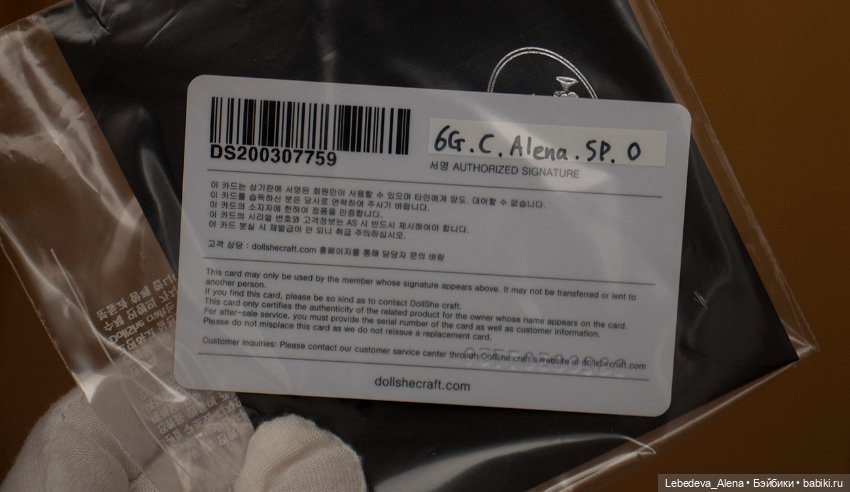 6G.C.Alena.SP.O
DS200307759
서명 AUTHORIZED SIGNATURE
이 카드는 상기란에 서명된 회원만이 사용할 수 있으며 타인에게 양도, 대여할 수 없습니다.
이 카드를 습득하신 분은 당사로 연락하여 주시기 바랍니다.
이 카드의 소지자에 한하여 정품을 인증합니다.
이 카드의 시리얼 번호와 고객정보는 AS 시 반드시 제시하여야 합니다.
이 카드 분실 시 재발급이 안 되니 취급 주의하십시오.
고객 상담 : dollshecraft.com 홈페이지를 통해 담당자 문의 바람
This card may only be used by the member whose signature appears above. It may not be transferred or lent to
another person.
If you find this card, please be so kind as to contact DollShe craft.
This card only certifies the authenticity of the related product for the owner whose name appears on the card.
For after-sale service, you must provide the serial number of the card as well as customer information.
Please do not misplace this card as we do not reissue a replacement card.
Customer inquiries: Please contact our customer service center through Dollshe craft's website at dollshecraft.com
dollshecraft.com
Lebedeva_Alena • Бэйбики • babiki.ru